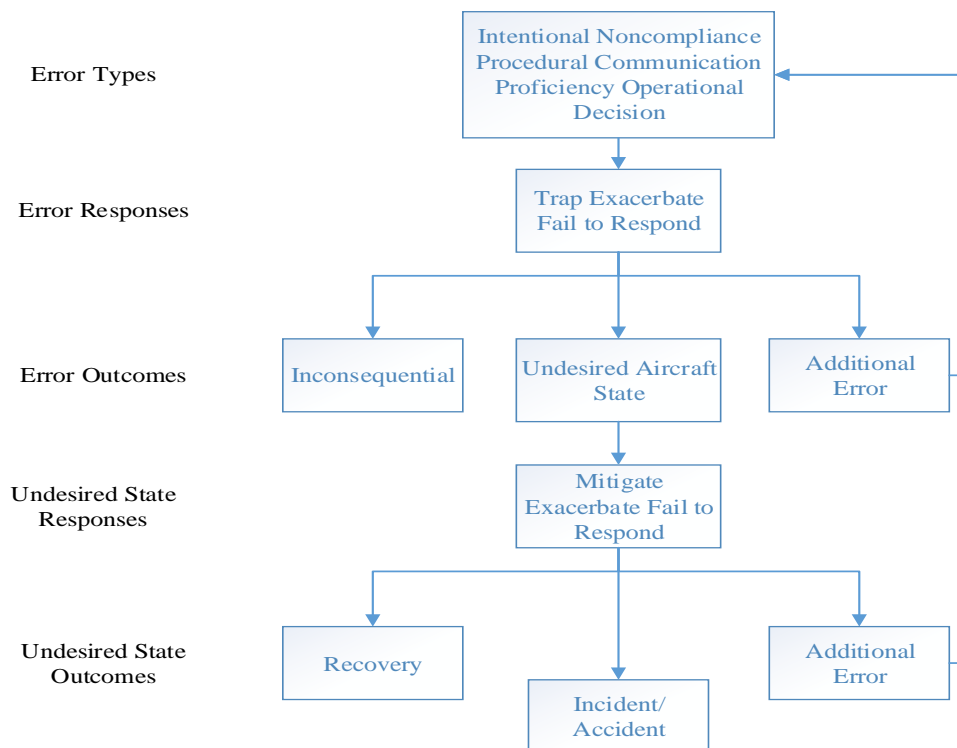 Error Types
Intentional Noncompliance
Procedural Communication
Proficiency Operational
Decision
Error Responses
Trap Exacerbate
Fail to Respond
Error Outcomes
Inconsequential
Undesired Aircraft
State
Additional
Error
Undesired State
Responses
Mitigate
Exacerbate Fail to
Respond
Undesired State
Outcomes
Recovery
Incident/
Accident
Additional
Error